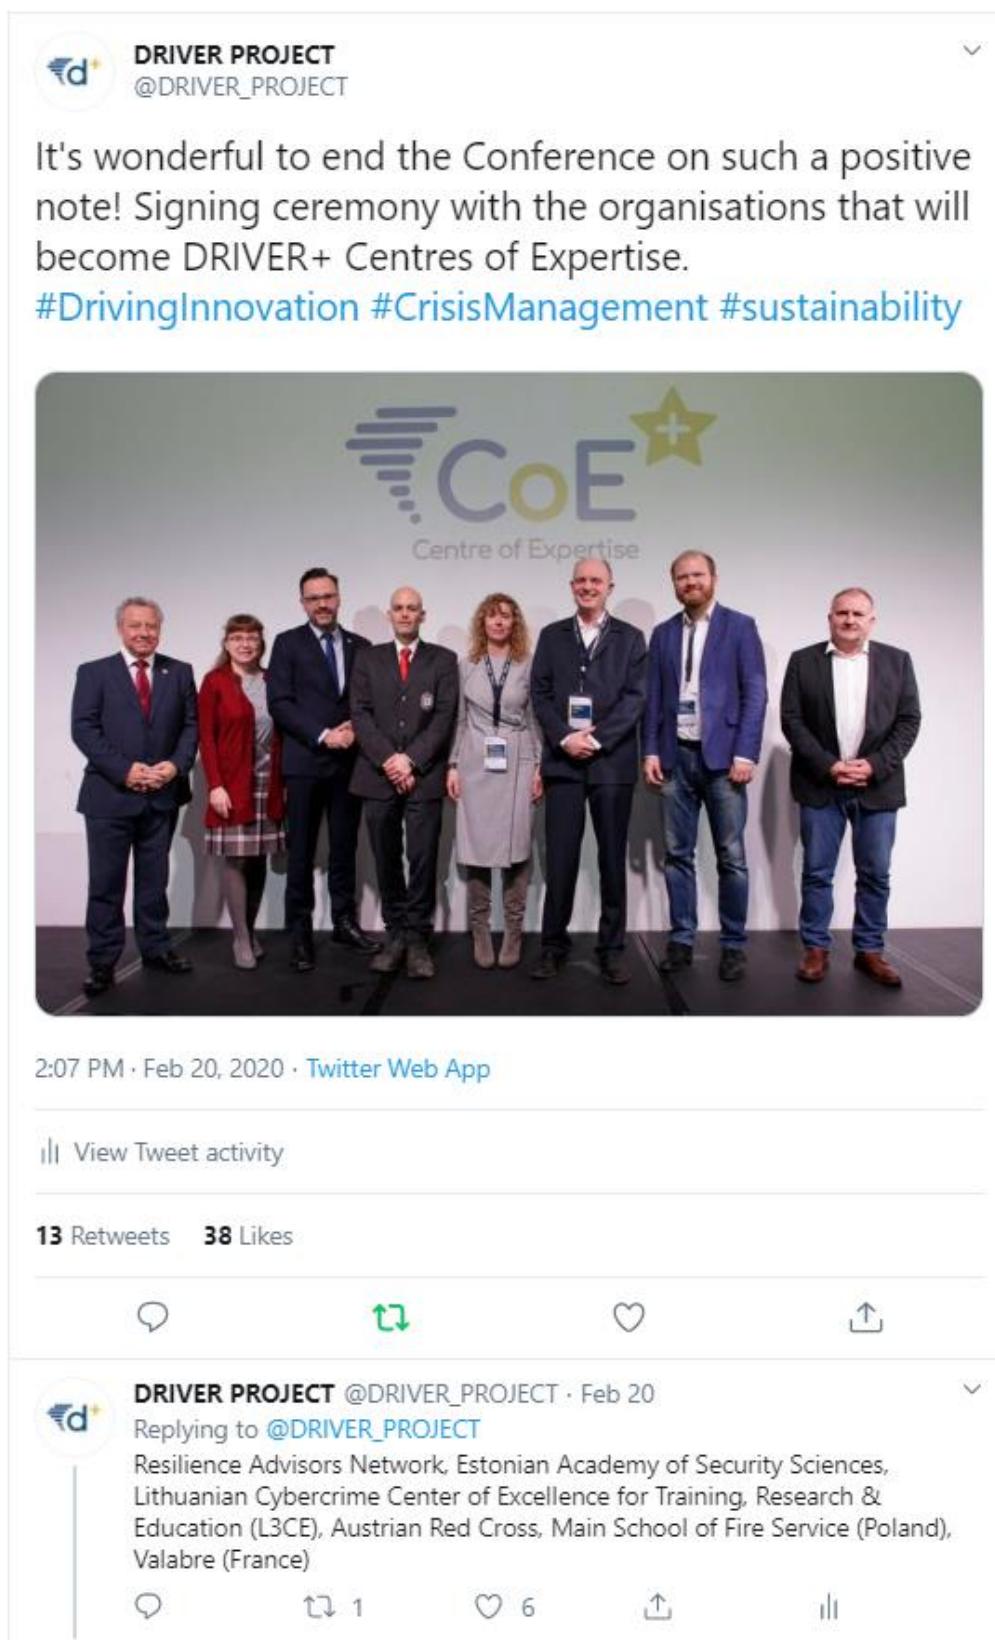 DRIVER PROJECT
@DRIVER_PROJECT
It's wonderful to end the Conference on such a positive
note! Signing ceremony with the organisations that will
become DRIVER+ Centres of Expertise.
#DrivingInnovation #CrisisManagement #sustainability
CoE+
Centre of Expertise
2:07 PM · Feb 20, 2020 · Twitter Web App
View Tweet activity
13 Retweets 38 Likes
DRIVER PROJECT @DRIVER_PROJECT · Feb 20
Replying to @DRIVER_PROJECT
Resilience Advisors Network, Estonian Academy of Security Sciences,
Lithuanian Cybercrime Center of Excellence for Training, Research &
Education (L3CE), Austrian Red Cross, Main School of Fire Service (Poland),
Valabre (France)
1 6